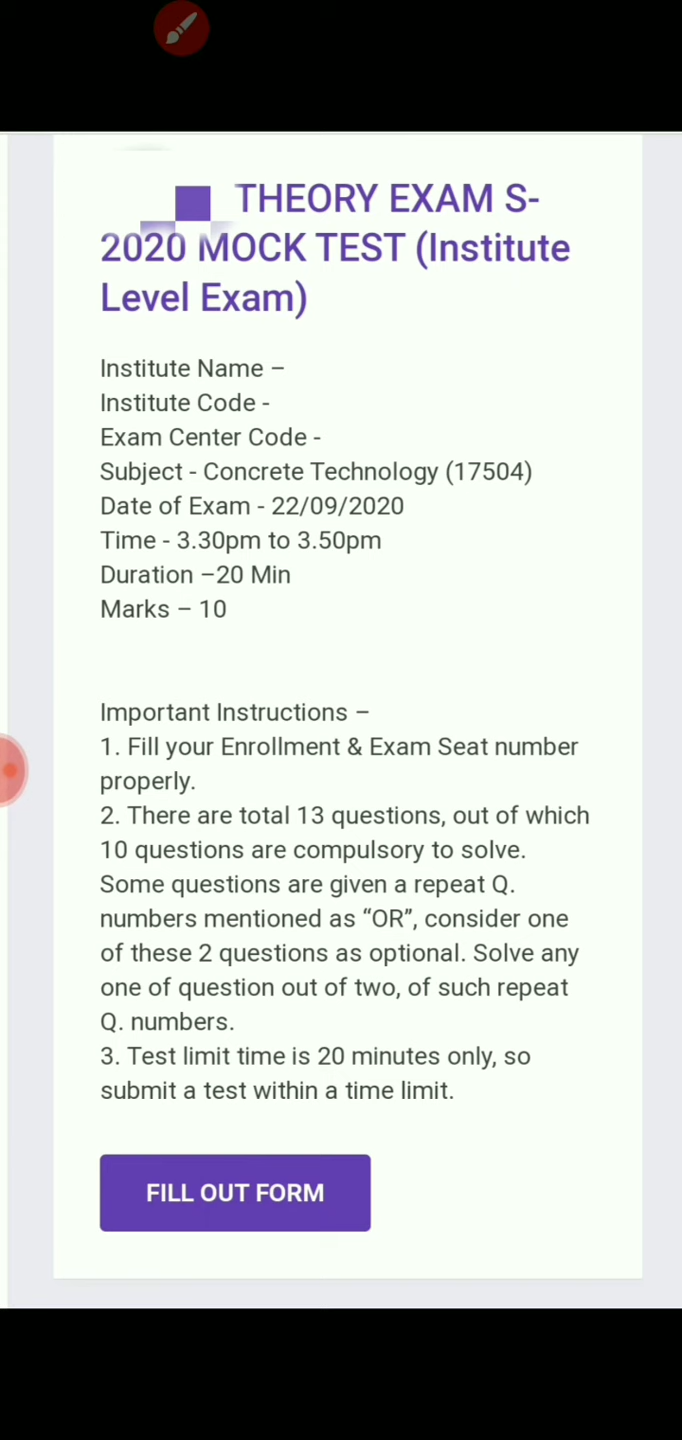 THEORY EXAM S-
2020 MOCK TEST (Institute
Level Exam)
Institute Name –
Institute Code -
Exam Center Code -
Subject - Concrete Technology (17504)
Date of Exam - 22/09/2020
Time - 3.30pm to 3.50pm
Duration –20 Min
Marks – 10
Important Instructions –
1. Fill your Enrollment & Exam Seat number
properly.
2. There are total 13 questions, out of which
10 questions are compulsory to solve.
Some questions are given a repeat Q.
numbers mentioned as “OR”, consider one
of these 2 questions as optional. Solve any
one of question out of two, of such repeat
Q. numbers.
3. Test limit time is 20 minutes only, so
submit a test within a time limit.
FILL OUT FORM